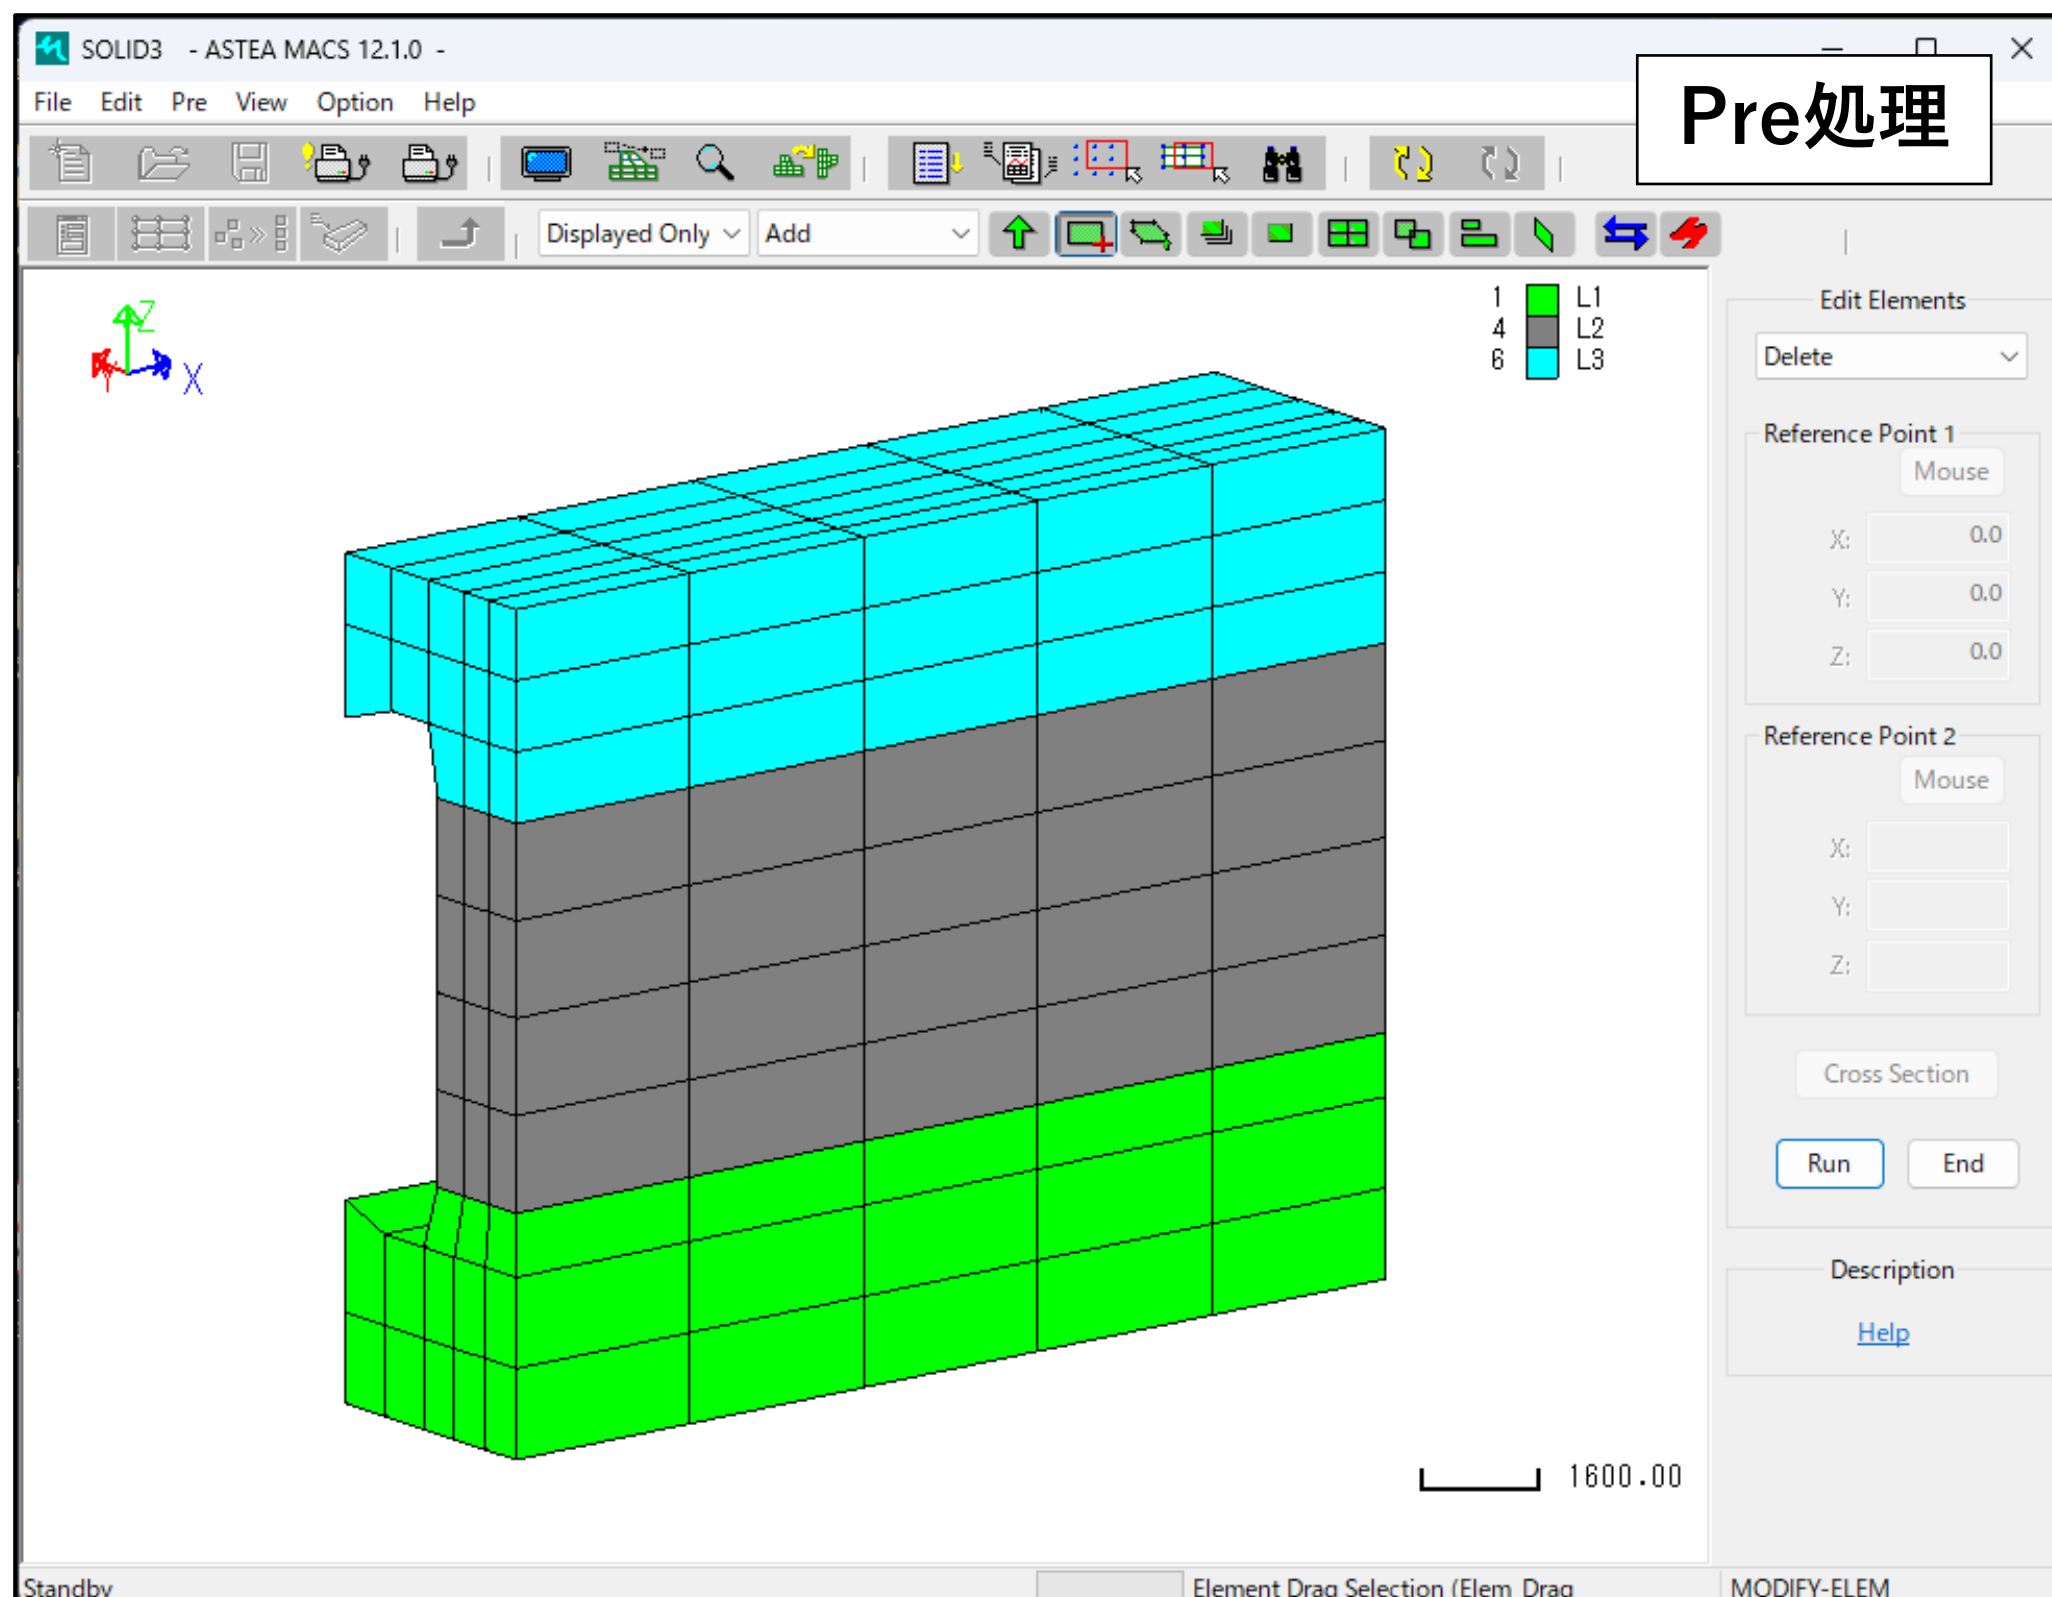 SOLID3 - ASTEA MACS 12.1.0 -
Pre処理
File Edit Pre View Option Help
Displayed Only Add
Z
X
1 L1
4 L2
6 L3
1600.00
Edit Elements
Delete
Reference Point 1
Mouse
X: 0.0
Y: 0.0
Z: 0.0
Reference Point 2
Mouse
X:
Y:
Z:
Cross Section
Run End
Description
Help
Standby Element Drag Selection (Elem Drag MODIFY-ELEM